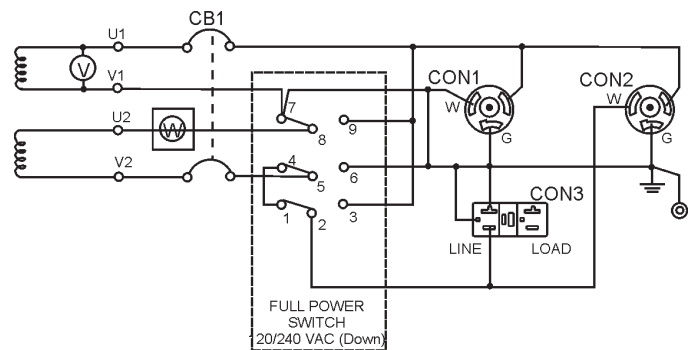 CB1
U1
V
V1
U2
W
V2
7
8
9
4
5
6
1
2
3
CON1
W
G
CON2
W
G
CON3
LINE
LOAD
FULL POWER
SWITCH
120/240 VAC (Down)